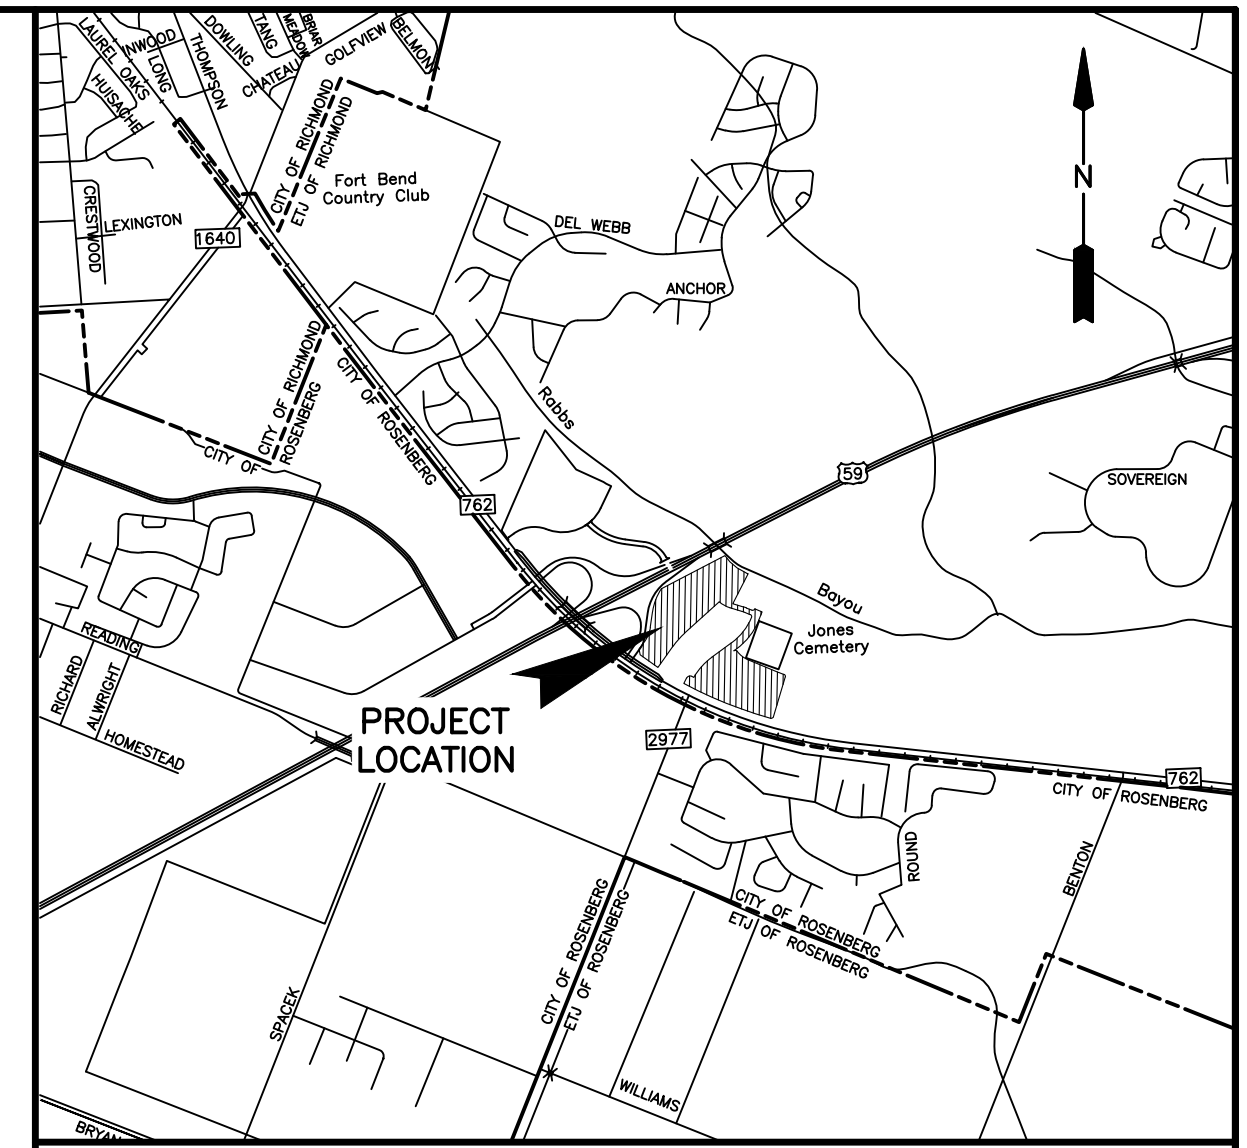 LAUREL OAKS
INWOOD
LONG
HUISACHE
THOMPSON
DOWLING
TANG
MEADOW
BRIAR
CHATEAU
GOLFVIEW
BELMON
CITY OF RICHMOND
ETJ OF RICHMOND
Fort Bend
Country Club
CRESTWOOD
LEXINGTON
1640
DEL WEBB
ANCHOR
N
CITY OF RICHMOND
CITY OF ROSENBERG
CITY OF ROSENBERG
Rabbs
762
59
SOVEREIGN
Bayou
Jones
Cemetery
READING
RICHARD
ALWRIGHT
HOMESTEAD
PROJECT
LOCATION
2977
762
CITY OF ROSENBERG
ROUND
BENTON
CITY OF ROSENBERG
ETJ OF ROSENBERG
CITY OF ROSENBERG
ETJ OF ROSENBERG
SPACEK
WILLIAMS
BRYAN